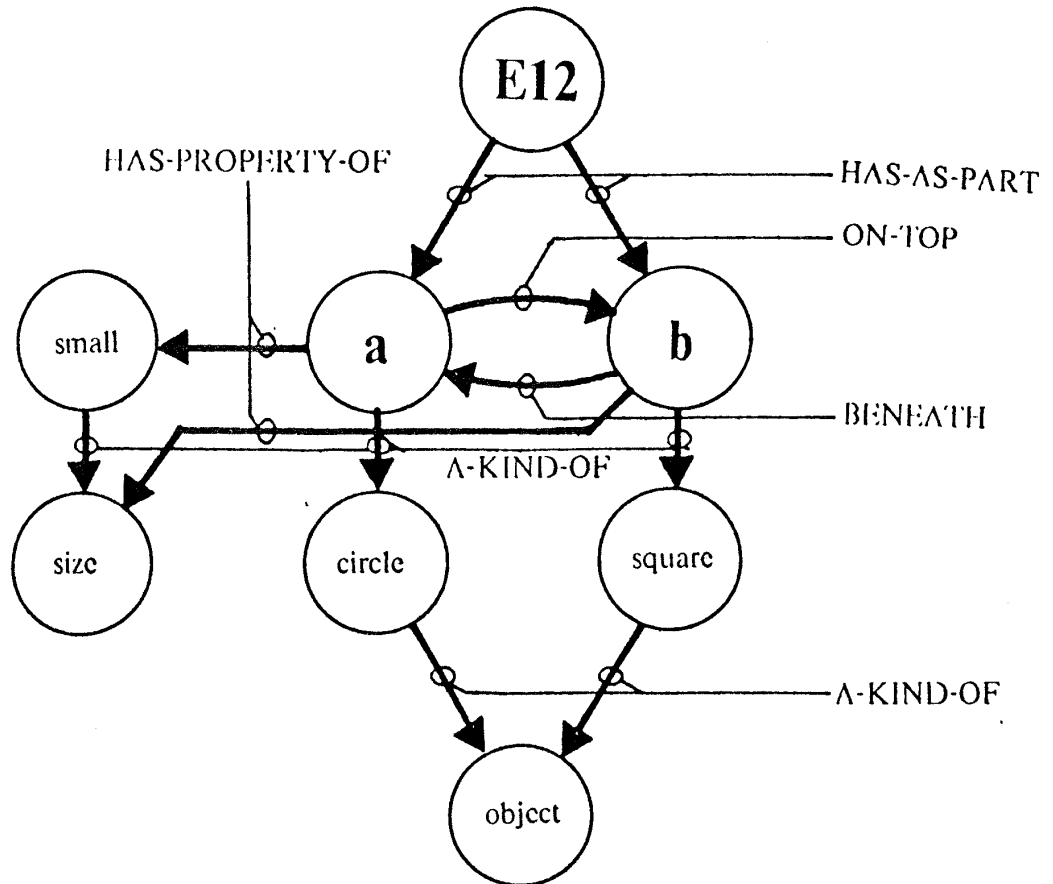 E12
HAS-PROPERTY-OF
HAS-AS-PART
ON-TOP
small
a
b
BENEATH
A-KIND-OF
size
circle
square
A-KIND-OF
object